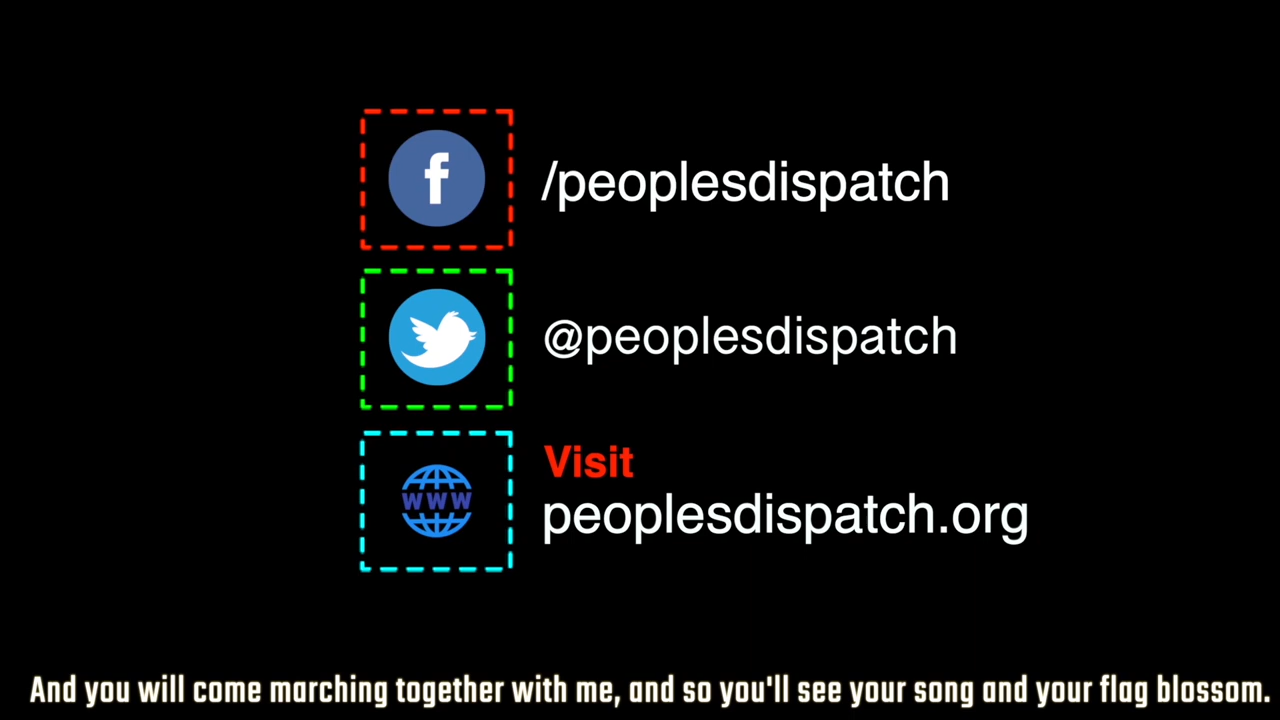 f
/peoplesdispatch
@peoplesdispatch
Visit
WWW
peoplesdispatch.org
And you will come marching together with me, and so you'll see your song and your flag blossom.